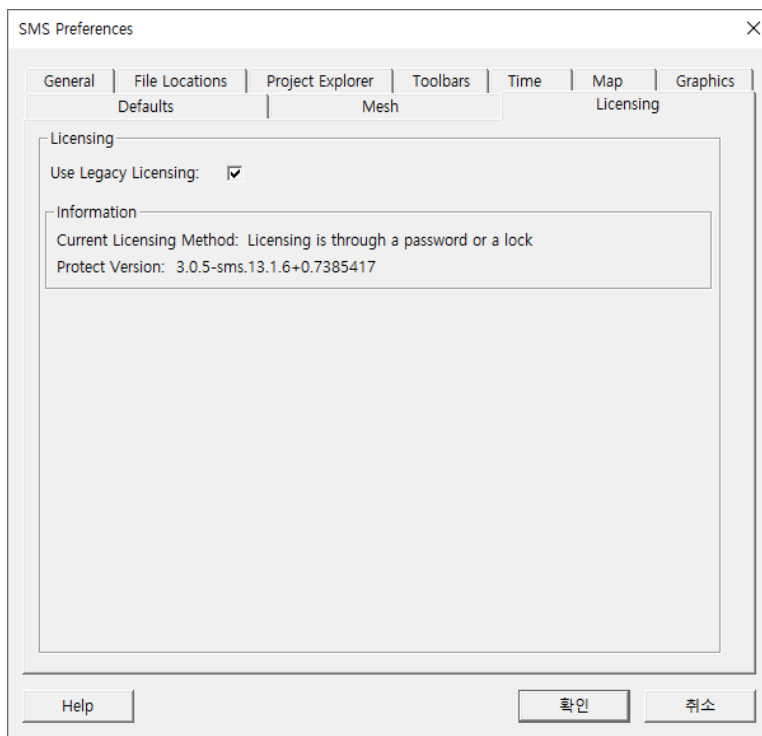 SMS Preferences
General File Locations Project Explorer Toolbars Time Map Graphics
Defaults Mesh Licensing
Licensing
Use Legacy Licensing:
Information
Current Licensing Method: Licensing is through a password or a lock
Protect Version: 3.0.5-sms.13.1.6+0.7385417
Help 확인 취소